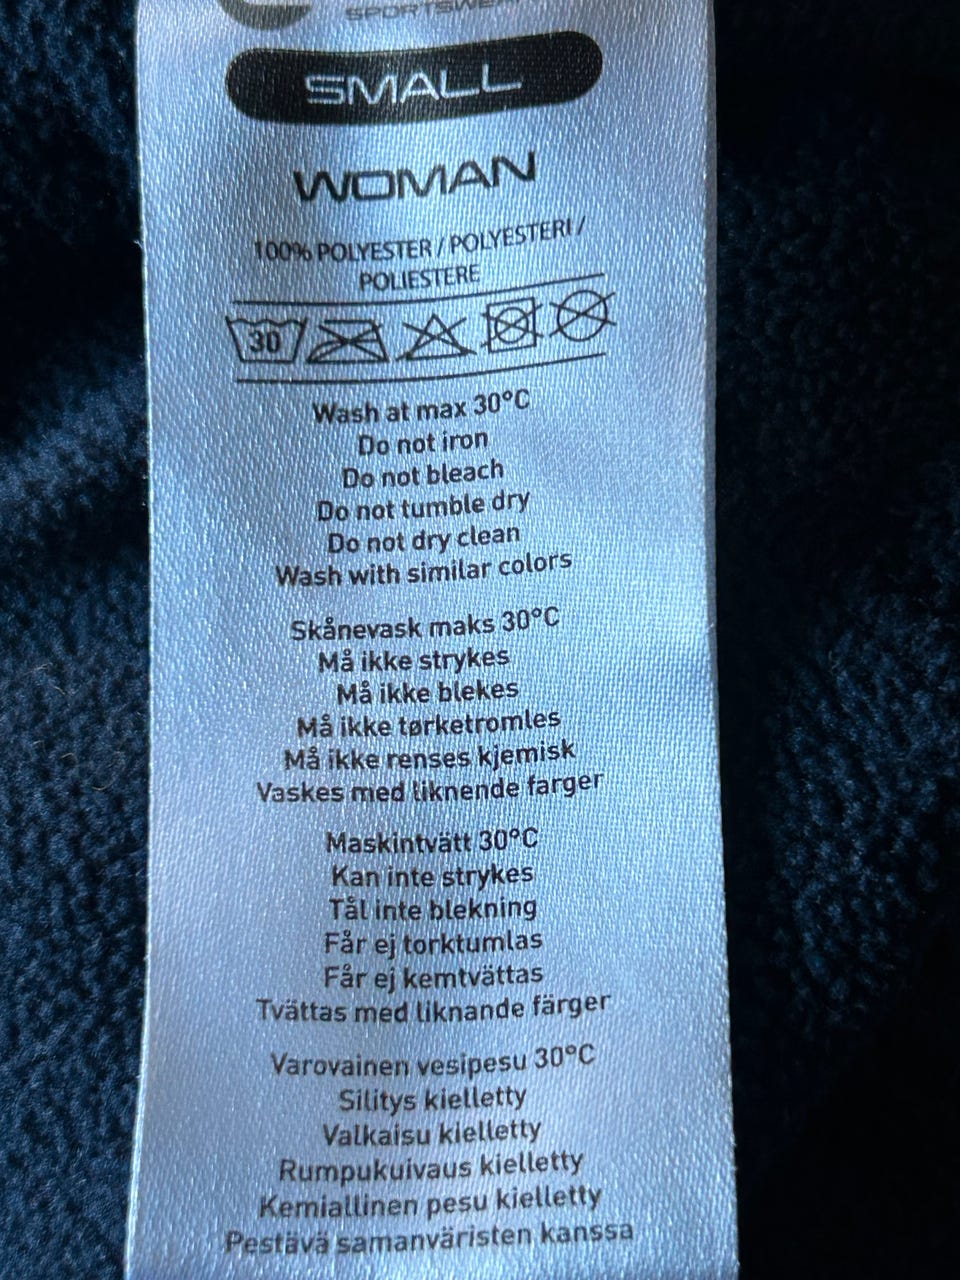 SPORTSWEAR
SMALL
WOMAN
100% POLYESTER / POLYESTERI /
POLIESTERE
30
Wash at max 30°C
Do not iron
Do not bleach
Do not tumble dry
Do not dry clean
Wash with similar colors
Skånevask maks 30°C
Må ikke strykes
Må ikke blekes
Må ikke tørketromles
Må ikke renses kjemisk
Vaskes med liknende farger
Maskintvätt 30°C
Kan inte strykes
Tål inte blekning
Får ej torktumlas
Får ej kemtvättas
Tvättas med liknande färger
Varovainen vesipesu 30°C
Silitys kielletty
Valkaisu kielletty
Rumpukuivaus kielletty
Kemiallinen pesu kielletty
Pestävä samanväristen kanssa